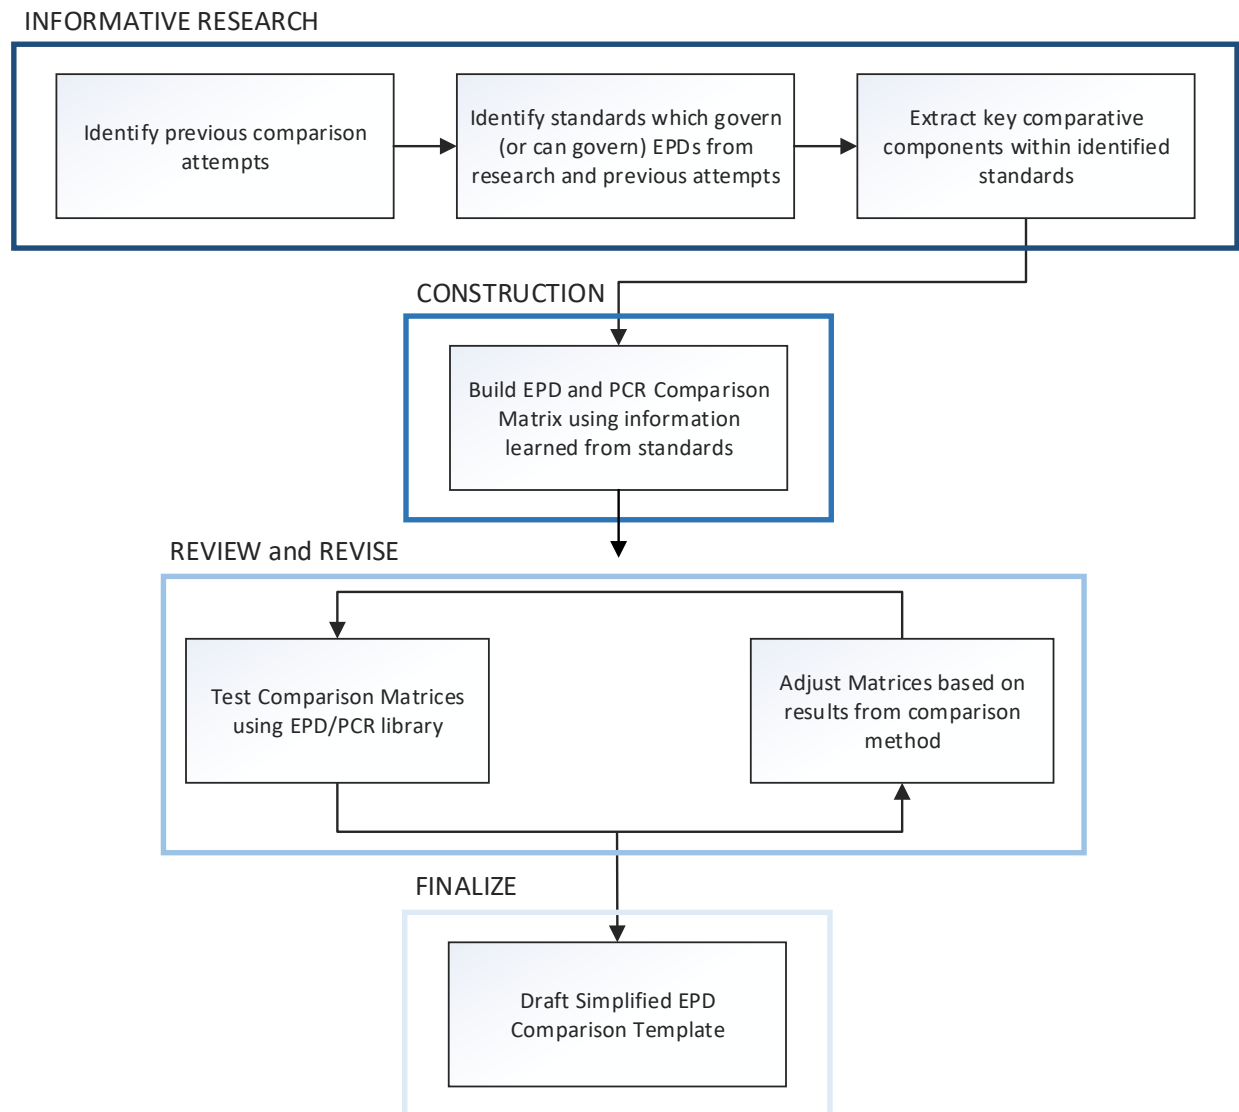 INFORMATIVE RESEARCH
Identify previous comparison
attempts
Identify standards which govern
(or can govern) EPDs from
research and previous attempts
Extract key comparative
components within identified
standards
CONSTRUCTION
Build EPD and PCR Comparison
Matrix using information
learned from standards
REVIEW and REVISE
Test Comparison Matrices
using EPD/PCR library
Adjust Matrices based on
results from comparison
method
FINALIZE
Draft Simplified EPD
Comparison Template